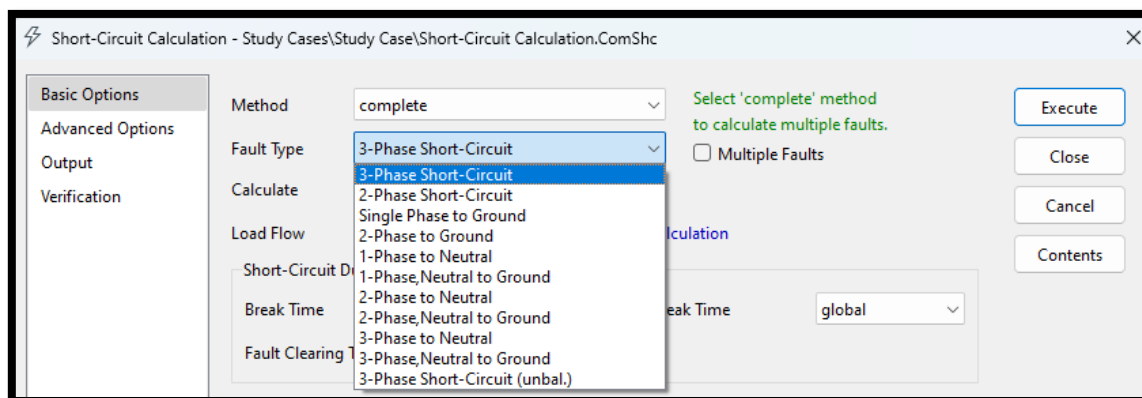 Short-Circuit Calculation - Study Cases\Study Case\Short-Circuit Calculation.ComShc
Basic Options
Advanced Options
Output
Verification
Method
complete
Select 'complete' method
to calculate multiple faults.
Fault Type
3-Phase Short-Circuit
Multiple Faults
3-Phase Short-Circuit
2-Phase Short-Circuit
Single Phase to Ground
2-Phase to Ground
1-Phase to Neutral
1-Phase,Neutral to Ground
2-Phase to Neutral
2-Phase,Neutral to Ground
3-Phase to Neutral
3-Phase,Neutral to Ground
3-Phase Short-Circuit (unbal.)
Calculate
Load Flow
lculation
Short-Circuit D
Break Time
eak Time
global
Fault Clearing T
Execute
Close
Cancel
Contents